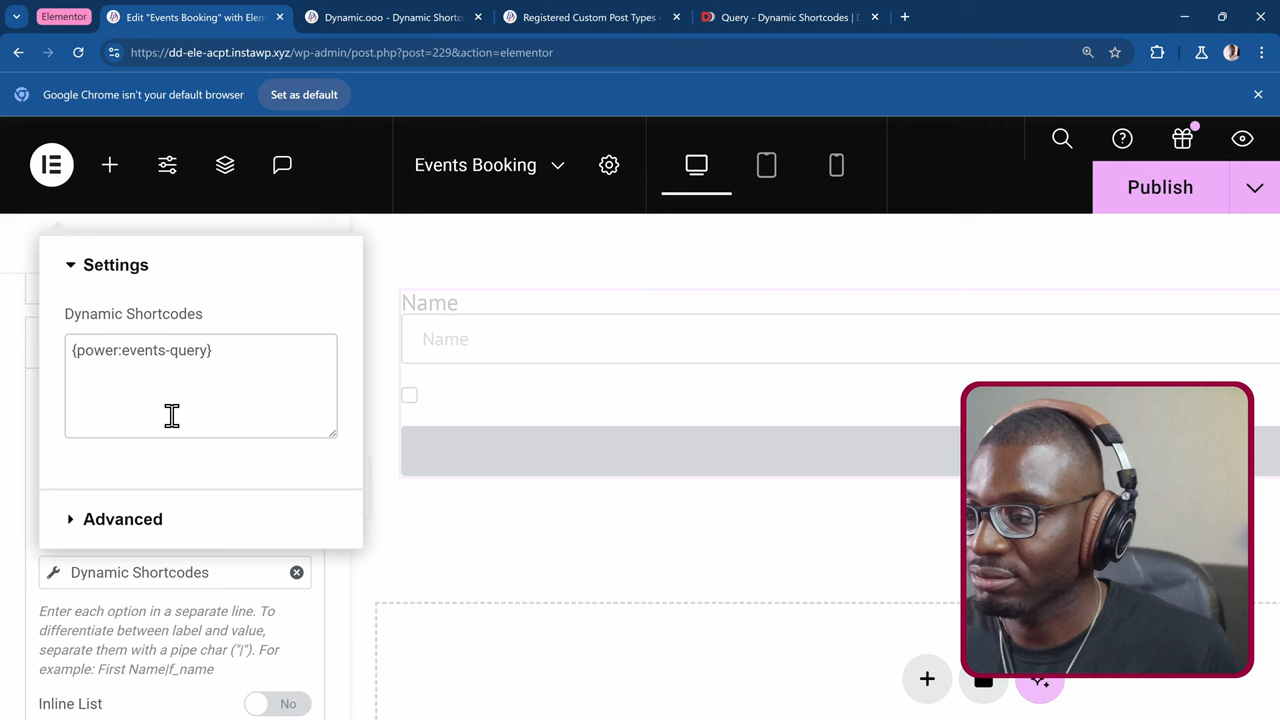 Elementor
Edit "Events Booking" with Elem
Dynamic.ooo - Dynamic Shortc
Registered Custom Post Types
Query - Dynamic Shortcodes | D
https://dd-ele-acpt.instawp.xyz/wp-admin/post.php?post=229&action=elementor
Google Chrome isn't your default browser
Set as default
Events Booking
Publish
Settings
Dynamic Shortcodes
{power:events-query}
Advanced
Dynamic Shortcodes
Enter each option in a separate line. To
differentiate between label and value,
separate them with a pipe char ("|"). For
example: First Name|f_name
Inline List
No
Name
Name